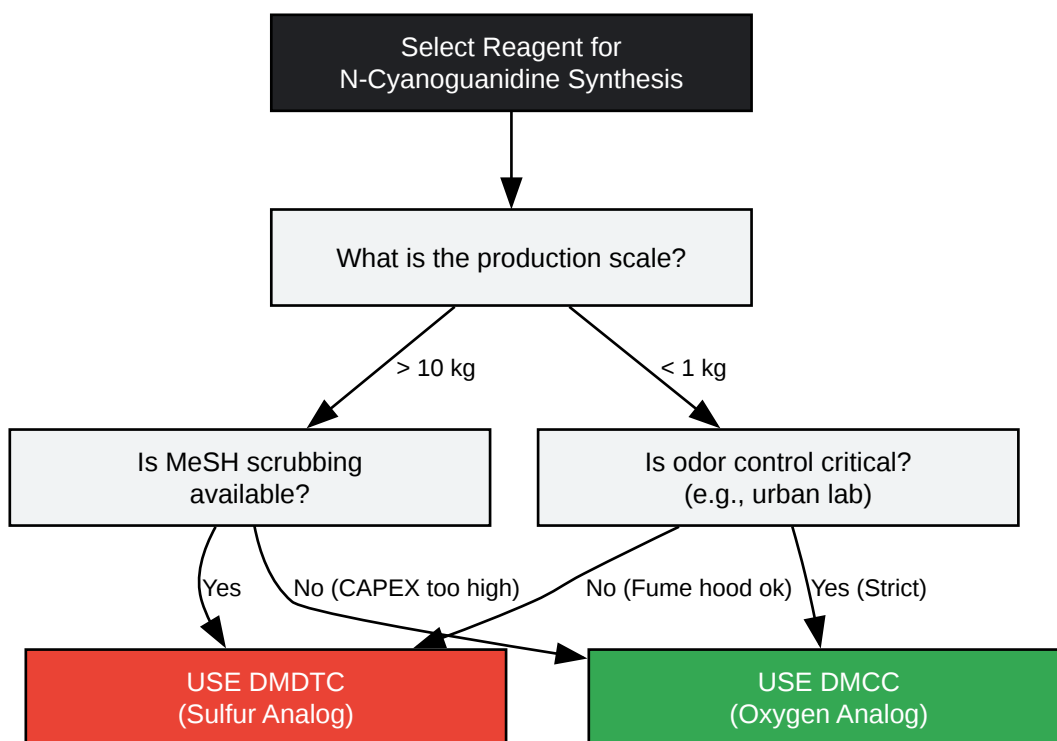 Select Reagent for
N-Cyanoguanidine Synthesis
What is the production scale?
> 10 kg
< 1 kg
Is MeSH scrubbing
available?
Is odor control critical?
(e.g., urban lab)
Yes
No (CAPEX too high)
No (Fume hood ok)
Yes (Strict)
USE DMDTC
(Sulfur Analog)
USE DMCC
(Oxygen Analog)